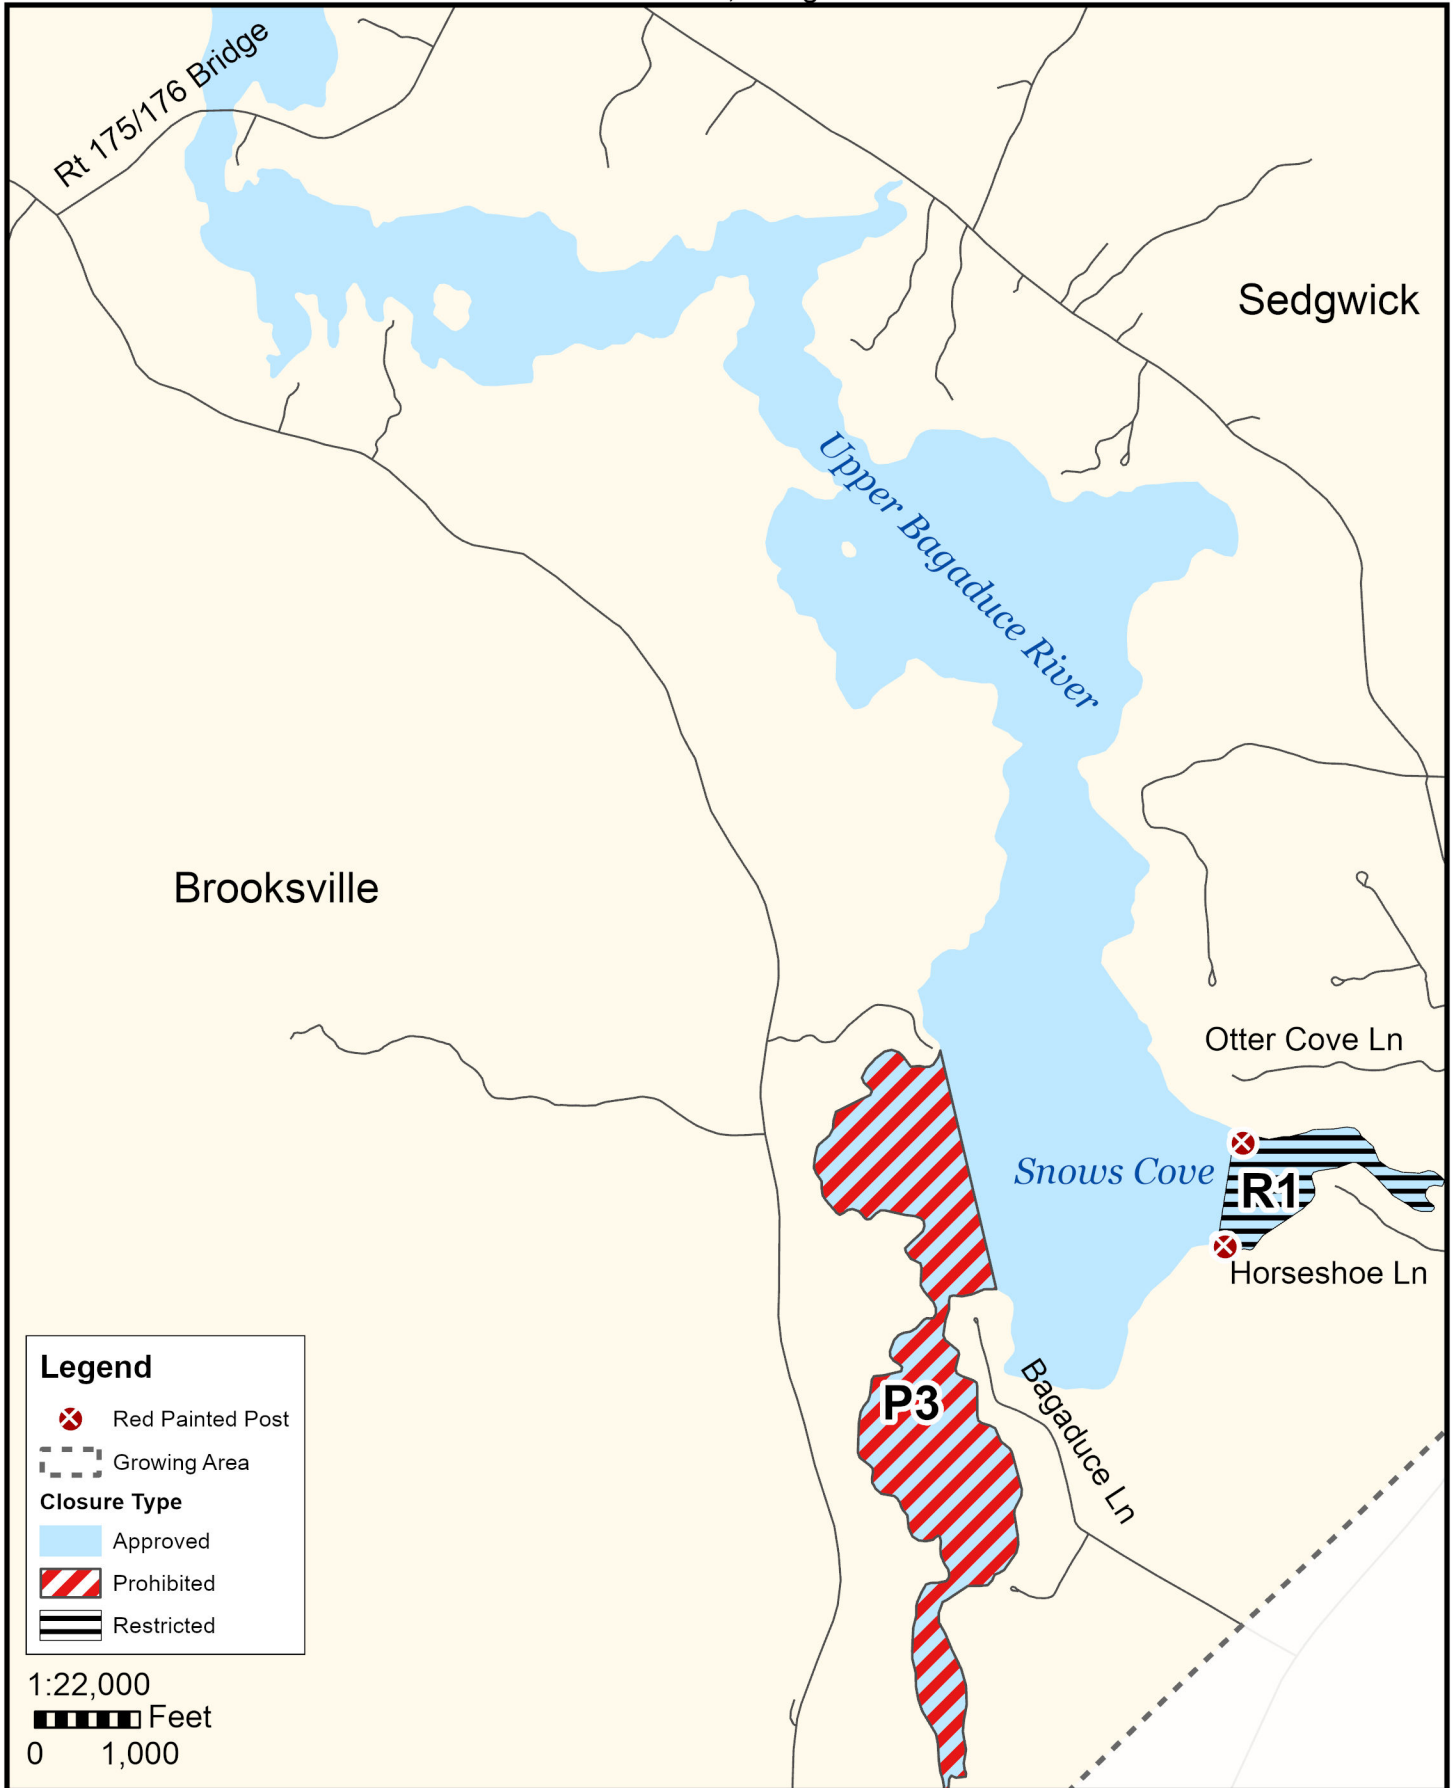 Rt 175/176 Bridge
Sedgwick
Upper Bagaduce River
Brooksville
Otter Cove Ln
Snows Cove
R1
Horseshoe Ln
P3
Bagaduce Ln
Legend
Red Painted Post
Growing Area
Closure Type
Approved
Prohibited
Restricted
1:22,000
Feet
0 1,000